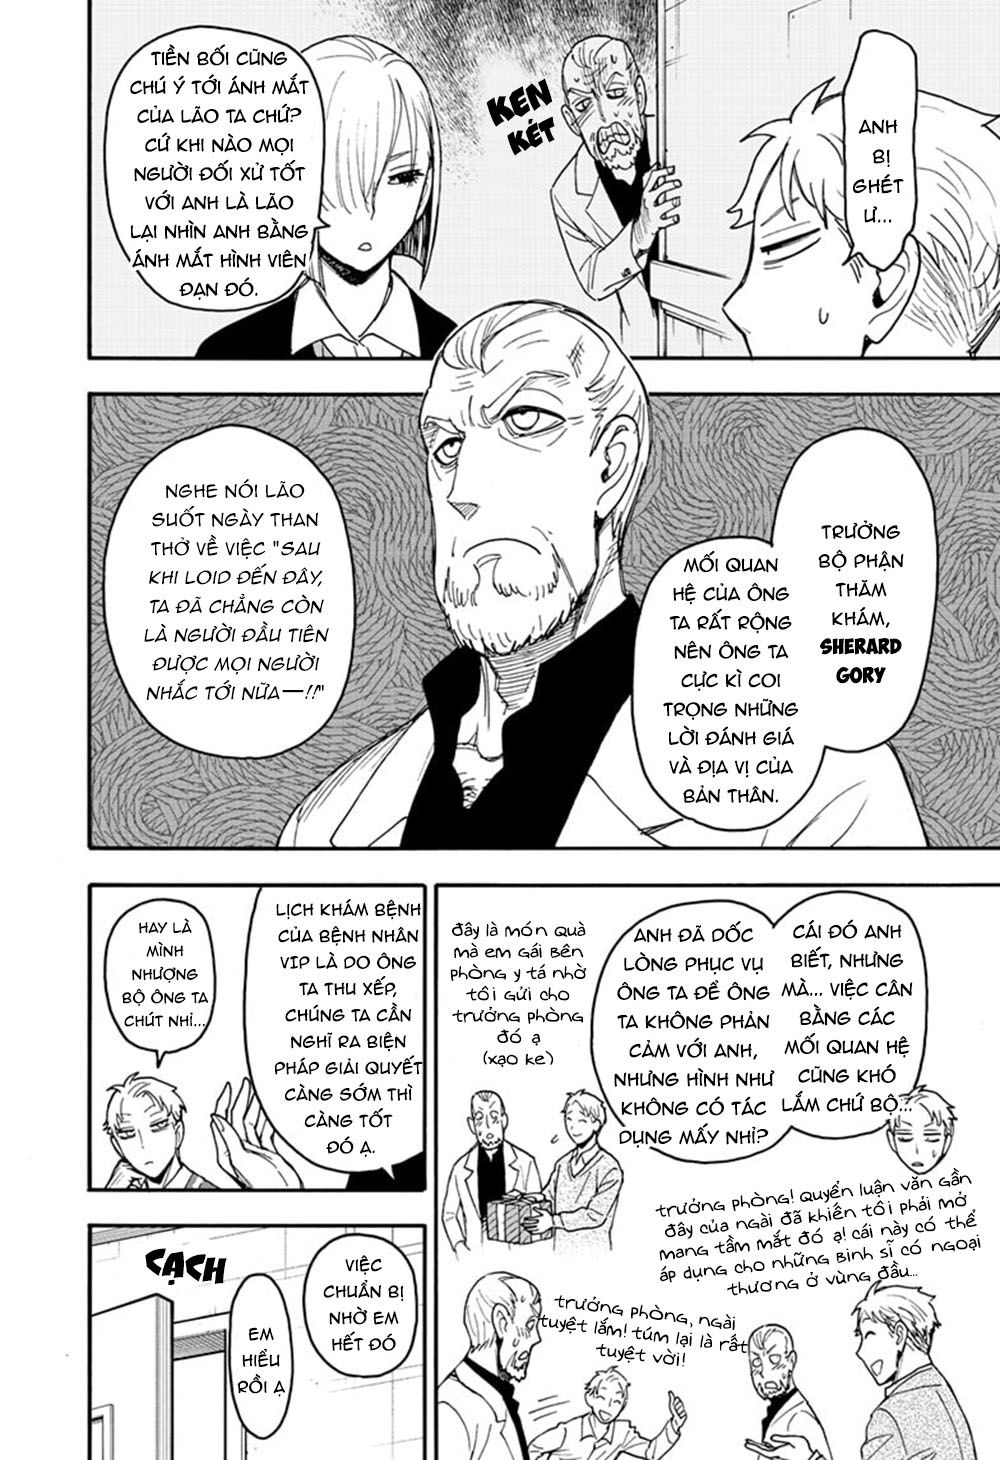 ANH
BỊ
GHÉT
Ư...
KEN
KÉT
TIỀN BỐI CŨNG
CHÚ Ý TỚI ÁNH MẮT
CỦA LÃO TA CHỨ?
CỨ KHI NÀO MỌI
NGƯỜI ĐỐI XỬ TỐT
VỚI ANH LÀ LÃO
LẠI NHÌN ANH BẰNG
ÁNH MẮT HÌNH VIÊN
ĐẠN ĐÓ.
TRƯỞNG
BỘ PHẬN
THĂM
KHÁM,
SHERARD
GORY
MỐI QUAN
HỆ CỦA ÔNG
TA RẤT RỘNG
NÊN ÔNG TA
CỰC KÌ COI
TRỌNG NHỮNG
LỜI ĐÁNH GIÁ
VÀ ĐỊA VỊ CỦA
BẢN THÂN.
NGHE NÓI LÃO
SUỐT NGÀY THAN
THỞ VỀ VIỆC "SAU
KHI LOID ĐẾN ĐÂY,
TA ĐÃ CHẲNG CÒN
LÀ NGƯỜI ĐẦU TIÊN
ĐƯỢC MỌI NGƯỜI
NHẮC TỚI NỮA—!!"
CÁI ĐÓ ANH
BIẾT, NHƯNG
MÀ... VIỆC CÂN
BẰNG CÁC
MỐI QUAN HỆ
CŨNG KHÓ
LẮM CHỨ BỘ...
ANH ĐÃ DỐC
LÒNG PHỤC VỤ
ÔNG TA ĐỂ ÔNG
TA KHÔNG PHẢN
CẢM VỚI ANH,
NHƯNG HÌNH NHƯ
KHÔNG CÓ TÁC
DỤNG MẤY NHỈ?
đây là món quà
mà em gái bên
phòng y tá nhờ
tôi gửi cho
trưởng phòng
đó ạ
(xạo ke)
trưởng phòng! Quyển luận văn gần
đây của ngài đã khiến tôi phải mở
mang tầm mắt đó ạ! cái này có thể
áp dụng cho những binh sĩ có ngoại
thương ở vùng đầu...
trưởng phòng, ngài
tuyệt lắm! túm lại là rất
tuyệt vời!
LỊCH KHÁM BỆNH
CỦA BỆNH NHÂN
VIP LÀ DO ÔNG
TA THU XẾP,
CHÚNG TA CẦN
NGHĨ RA BIỆN
PHÁP GIẢI QUYẾT
CÀNG SỚM THÌ
CÀNG TỐT
ĐÓ Ạ.
HAY LÀ
MÌNH
NHƯỢNG
BỘ ÔNG TA
CHÚT NHỈ...
VIỆC
CHUẨN BỊ
NHỜ EM
HẾT ĐÓ
EM
HIỂU
RỒI Ạ
CẠCH